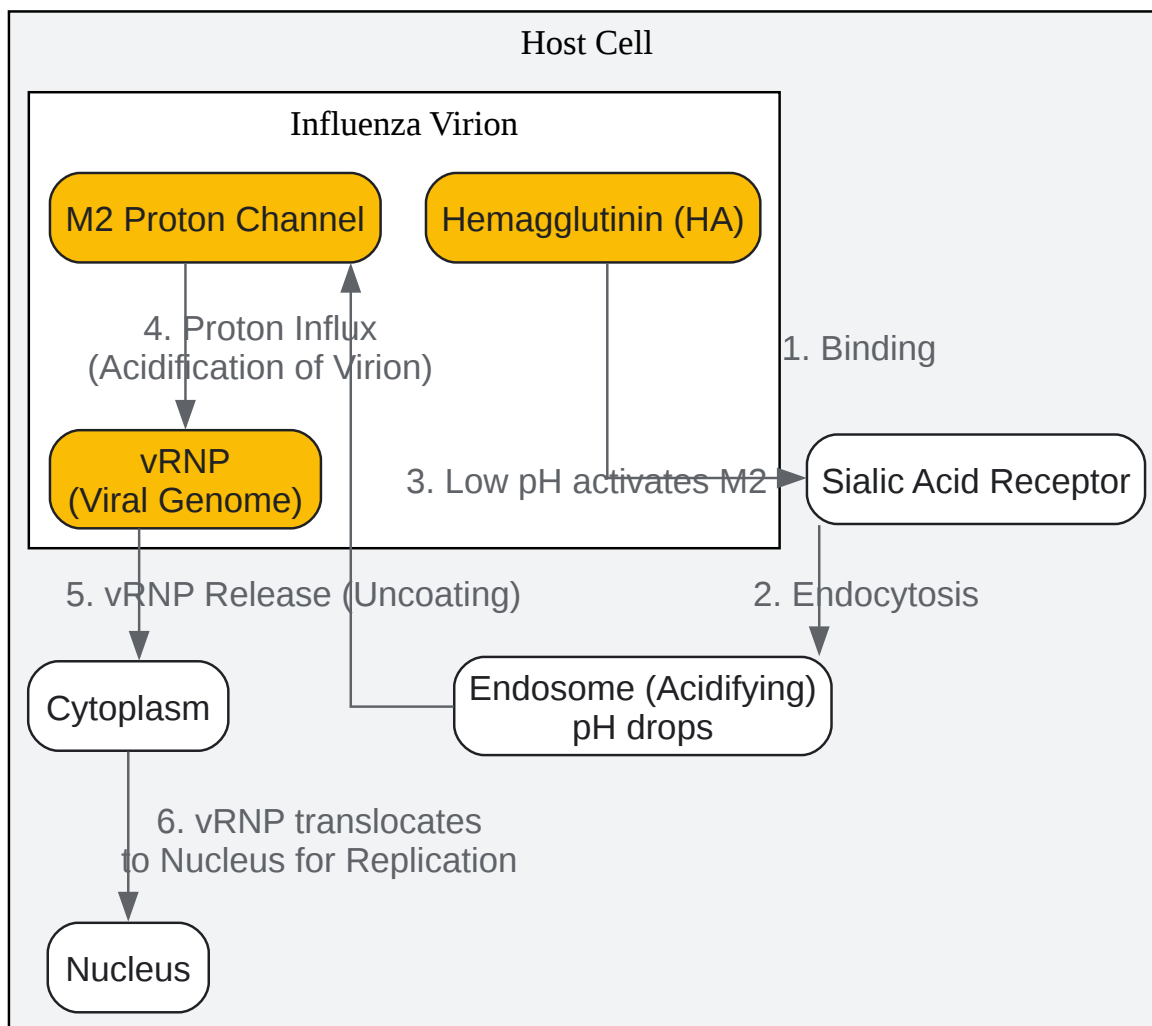 Host Cell
Influenza Virion
M2 Proton Channel
Hemagglutinin (HA)
4. Proton Influx
(Acidification of Virion)
1. Binding
vRNP
(Viral Genome)
3. Low pH activates M2
Sialic Acid Receptor
5. vRNP Release (Uncoating)
2. Endocytosis
Cytoplasm
Endosome (Acidifying)
pH drops
6. vRNP translocates
to Nucleus for Replication
Nucleus